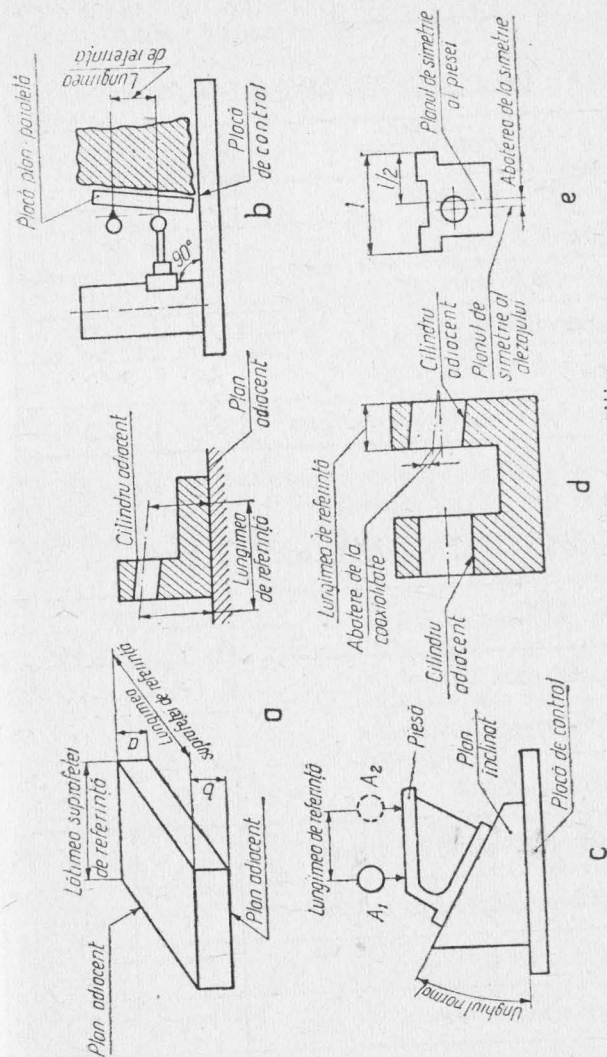 Lățimea suprafeței
de referință
Plan adiacent
a
Lungimea
suprafeței de referință
b
Plan adiacent
a
Cilindru adiacent
Lungimea
de referință
Plan
adiacent
Placă plan-paralelă
Lungimea
de referință
90°
Placă
de control
b
Lungimea de referință
A1
A2
Piesă
Plan
înclinat
Unghiul normal
Placă de control
c
Lungimea de referință
Abatere de la
coaxialitate
Cilindru
adiacent
Cilindru
adiacent
d
l
l/2
Planul de simetrie
al piesei
Planul de
simetrie al
alezajului
Abaterea de la simetrie
e